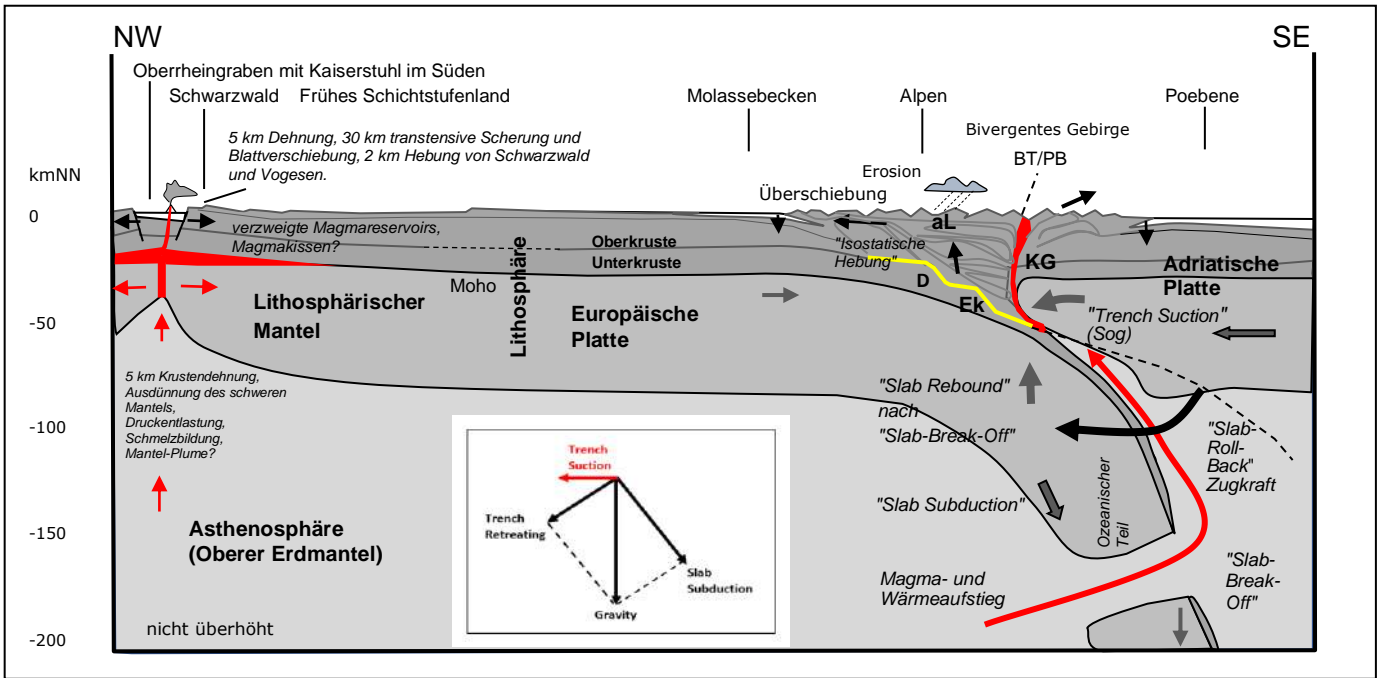 NW
SE
Oberrheingraben mit Kaiserstuhl im Süden
Schwarzwald
Frühes Schichtstufenland
Molassebecken
Alpen
Poebene
5 km Dehnung, 30 km transtensive Scherung und
Blattverschiebung, 2 km Hebung von Schwarzwald
und Vogesen.
Bivergentes Gebirge
BT/PB
Erosion
Überschiebung
kmNN
0
-50
-100
-150
-200
verzweigte Magmareservoirs,
Magmakissen?
Oberkruste
Unterkruste
Moho
Lithosphäre
"Isostatische
Hebung"
aL
KG
D
Ek
Adriatische
Platte
Lithosphärischer
Mantel
Europäische
Platte
"Trench Suction"
(Sog)
5 km Krustendehnung,
Ausdünnung des schweren
Mantels,
Druckentlastung,
Schmelzbildung,
Mantel-Plume?
"Slab Rebound"
nach
"Slab-Break-Off"
"Slab-
Roll-
Back"
Zugkraft
"Slab Subduction"
Ozeanischer
Teil
Trench
Suction
Trench
Retreating
Slab
Subduction
Gravity
Asthenosphäre
(Oberer Erdmantel)
Magma- und
Wärmeaufstieg
"Slab-
Break-
Off"
nicht überhöht